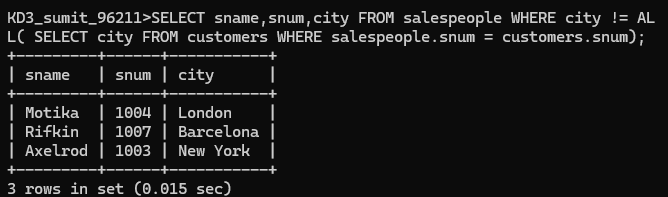 KD3_sumit_96211>SELECT sname,snum,city FROM salespeople WHERE city != AL
L( SELECT city FROM customers WHERE salespeople.snum = customers.snum);
+---------+------+-----------+
| sname   | snum | city      |
+---------+------+-----------+
| Motika  | 1004 | London    |
| Rifkin  | 1007 | Barcelona |
| Axelrod | 1003 | New York  |
+---------+------+-----------+
3 rows in set (0.015 sec)